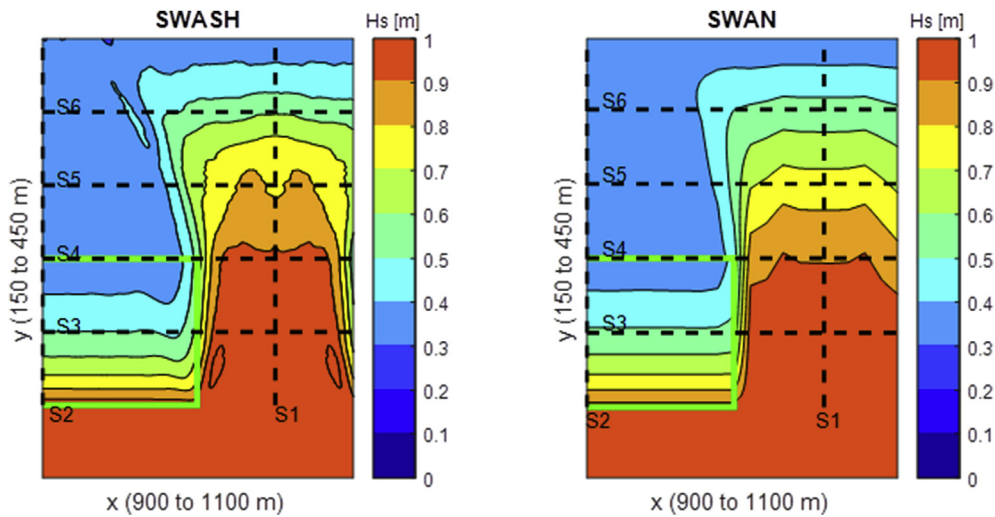 SWASH
Hs [m]
1
0.9
0.8
0.7
0.6
0.5
0.4
0.3
0.2
0.1
0
S6
S5
S4
S3
S2
S1
y (150 to 450 m)
x (900 to 1100 m)
SWAN
Hs [m]
1
0.9
0.8
0.7
0.6
0.5
0.4
0.3
0.2
0.1
0
S6
S5
S4
S3
S2
S1
y (150 to 450 m)
x (900 to 1100 m)